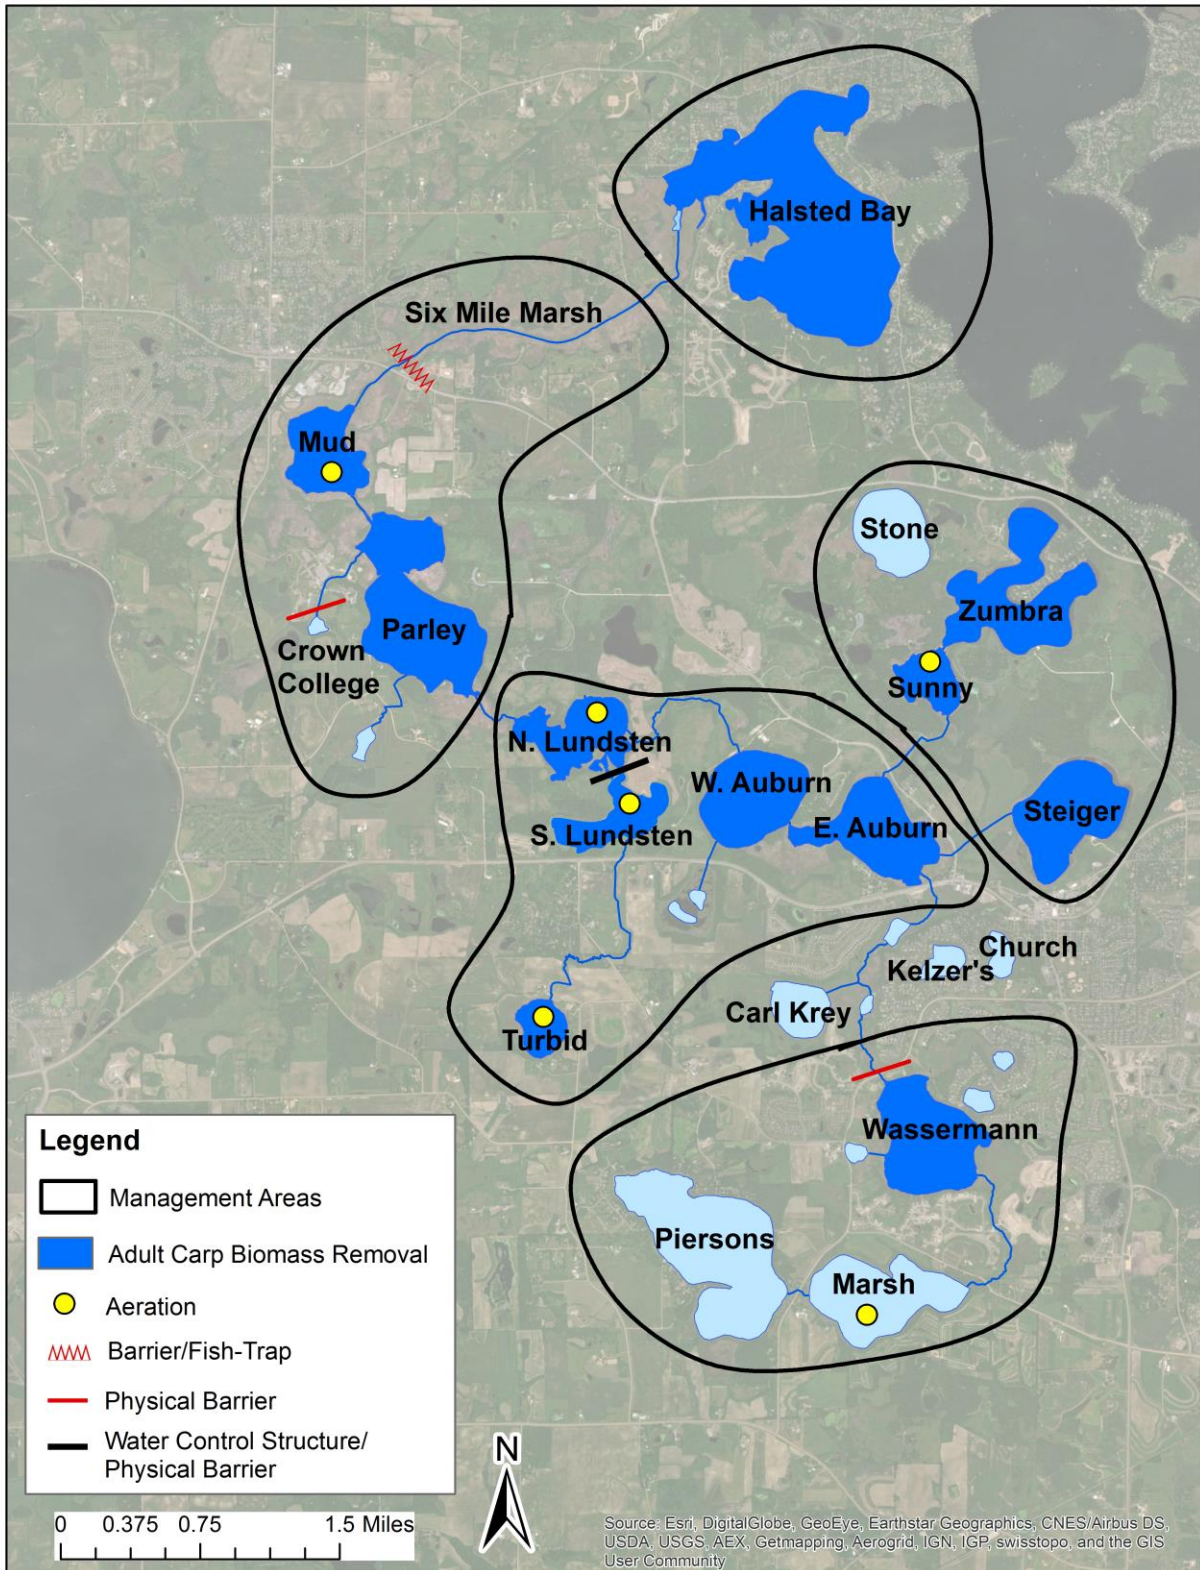 Halsted Bay
Six Mile Marsh
Mud
Stone
Zumbra
Parley
Crown
College
Sunny
N. Lundsten
W. Auburn
Steiger
S. Lundsten
E. Auburn
Church
Kelzer's
Carl Krey
Turbid
Wassermann
Piersons
Marsh
Legend
Management Areas
Adult Carp Biomass Removal
Aeration
Barrier/Fish-Trap
Physical Barrier
Water Control Structure/
Physical Barrier
N
0 0.375 0.75 1.5 Miles
Source: Esri, DigitalGlobe, GeoEye, Earthstar Geographics, CNES/Airbus DS,
USDA, USGS, AEX, Getmapping, Aerogrid, IGN, IGP, swisstopo, and the GIS
User Community